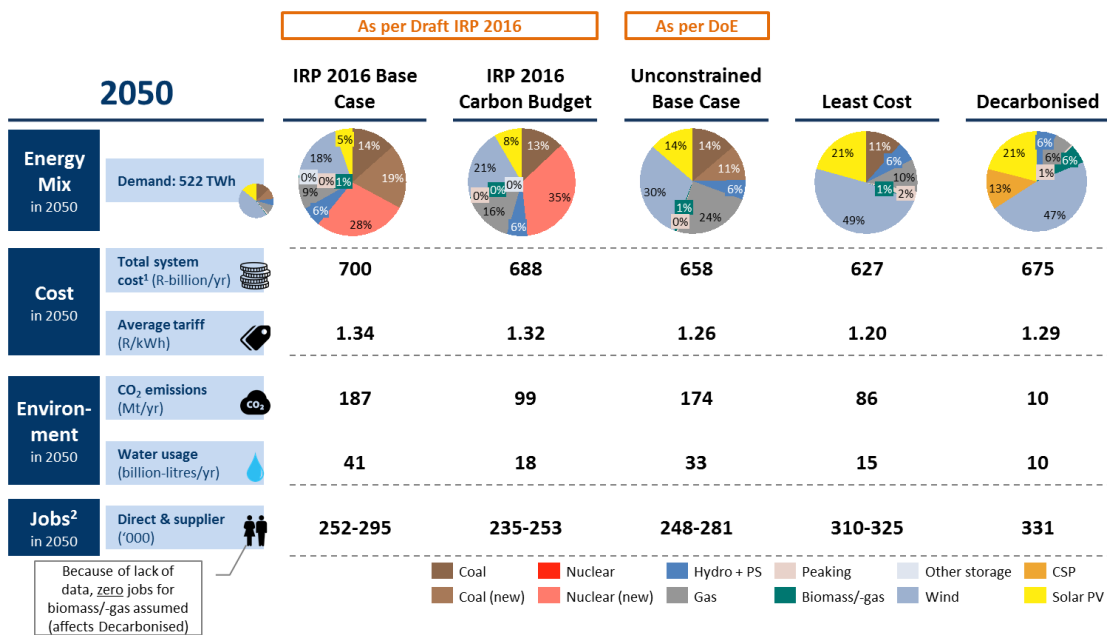 As per Draft IRP 2016
As per DoE
2050
IRP 2016 Base
Case
IRP 2016
Carbon Budget
Unconstrained
Base Case
Least Cost
Decarbonised
Energy
Mix
in 2050
Demand: 522 TWh
5%
14%
19%
28%
6%
9%
0%
0%
1%
18%
8%
13%
35%
6%
16%
0%
0%
0%
21%
14%
14%
11%
6%
24%
0%
1%
30%
21%
11%
6%
10%
2%
1%
49%
21%
6%
6%
6%
1%
13%
47%
Cost
in 2050
Total system
cost¹ (R-billion/yr)
700
688
658
627
675
Average tariff
(R/kWh)
1.34
1.32
1.26
1.20
1.29
Environ-
ment
in 2050
CO₂ emissions
(Mt/yr)
CO₂
187
99
174
86
10
Water usage
(billion-litres/yr)
41
18
33
15
10
Jobs²
in 2050
Direct & supplier
('000)
252-295
235-253
248-281
310-325
331
Because of lack of
data, zero jobs for
biomass/-gas assumed
(affects Decarbonised)
Coal
Nuclear
Hydro + PS
Peaking
Other storage
CSP
Coal (new)
Nuclear (new)
Gas
Biomass/-gas
Wind
Solar PV